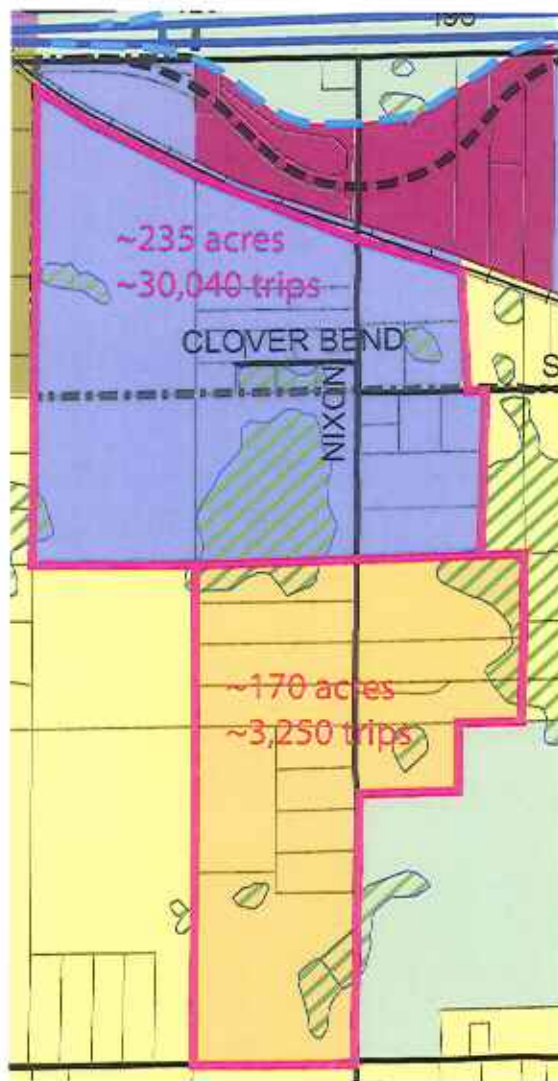 ~235 acres
~30,040 trips
CLOVER BEND
NIXON
S
~170 acres
~3,250 trips